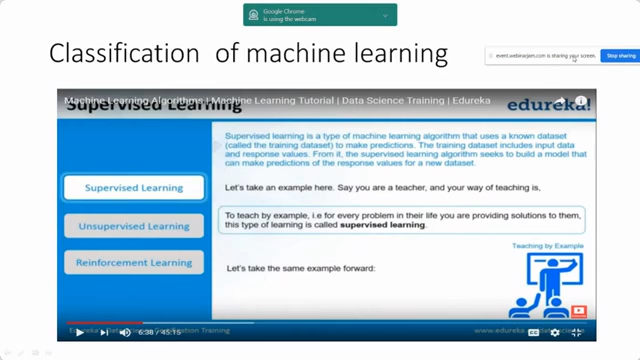 Google Chrome
is using the webcam
Classification of machine learning
event.webinarjam.com is sharing your screen.
Stop sharing
Machine Learning Algorithms | Machine Learning Tutorial | Data Science Training | Edureka
Supervised Learning
edureka!
Supervised learning is a type of machine learning algorithm that uses a known dataset
(called the training dataset) to make predictions. The training dataset includes input data
and response values. From it, the supervised learning algorithm seeks to build a model that
can make predictions of the response values for a new dataset.
Supervised Learning
Let's take an example here. Say you are a teacher, and your way of teaching is,
Unsupervised Learning
To teach by example, i.e for every problem in their life you are providing solutions to them,
this type of learning is called supervised learning.
Reinforcement Learning
Teaching by Example
Let's take the same example forward:
6:38 / 45:15